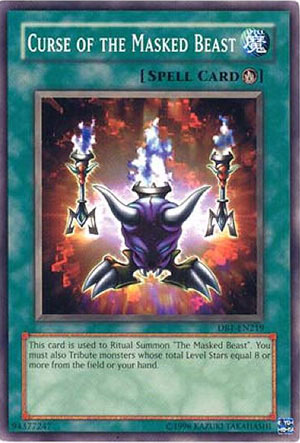 CURSE OF THE MASKED BEAST 魔
[SPELL CARD]
DB1-EN219
This card is used to Ritual Summon "The Masked Beast". You
must also Tribute monsters whose total Level Stars equal 8 or
more from the field or your hand.
94377247
©1996 KAZUKI TAKAHASHI